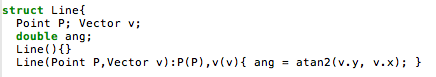 struct Line{
  Point P; Vector v;
  double ang;
  Line(){}
  Line(Point P,Vector v):P(P),v(v){ ang = atan2(v.y, v.x); }